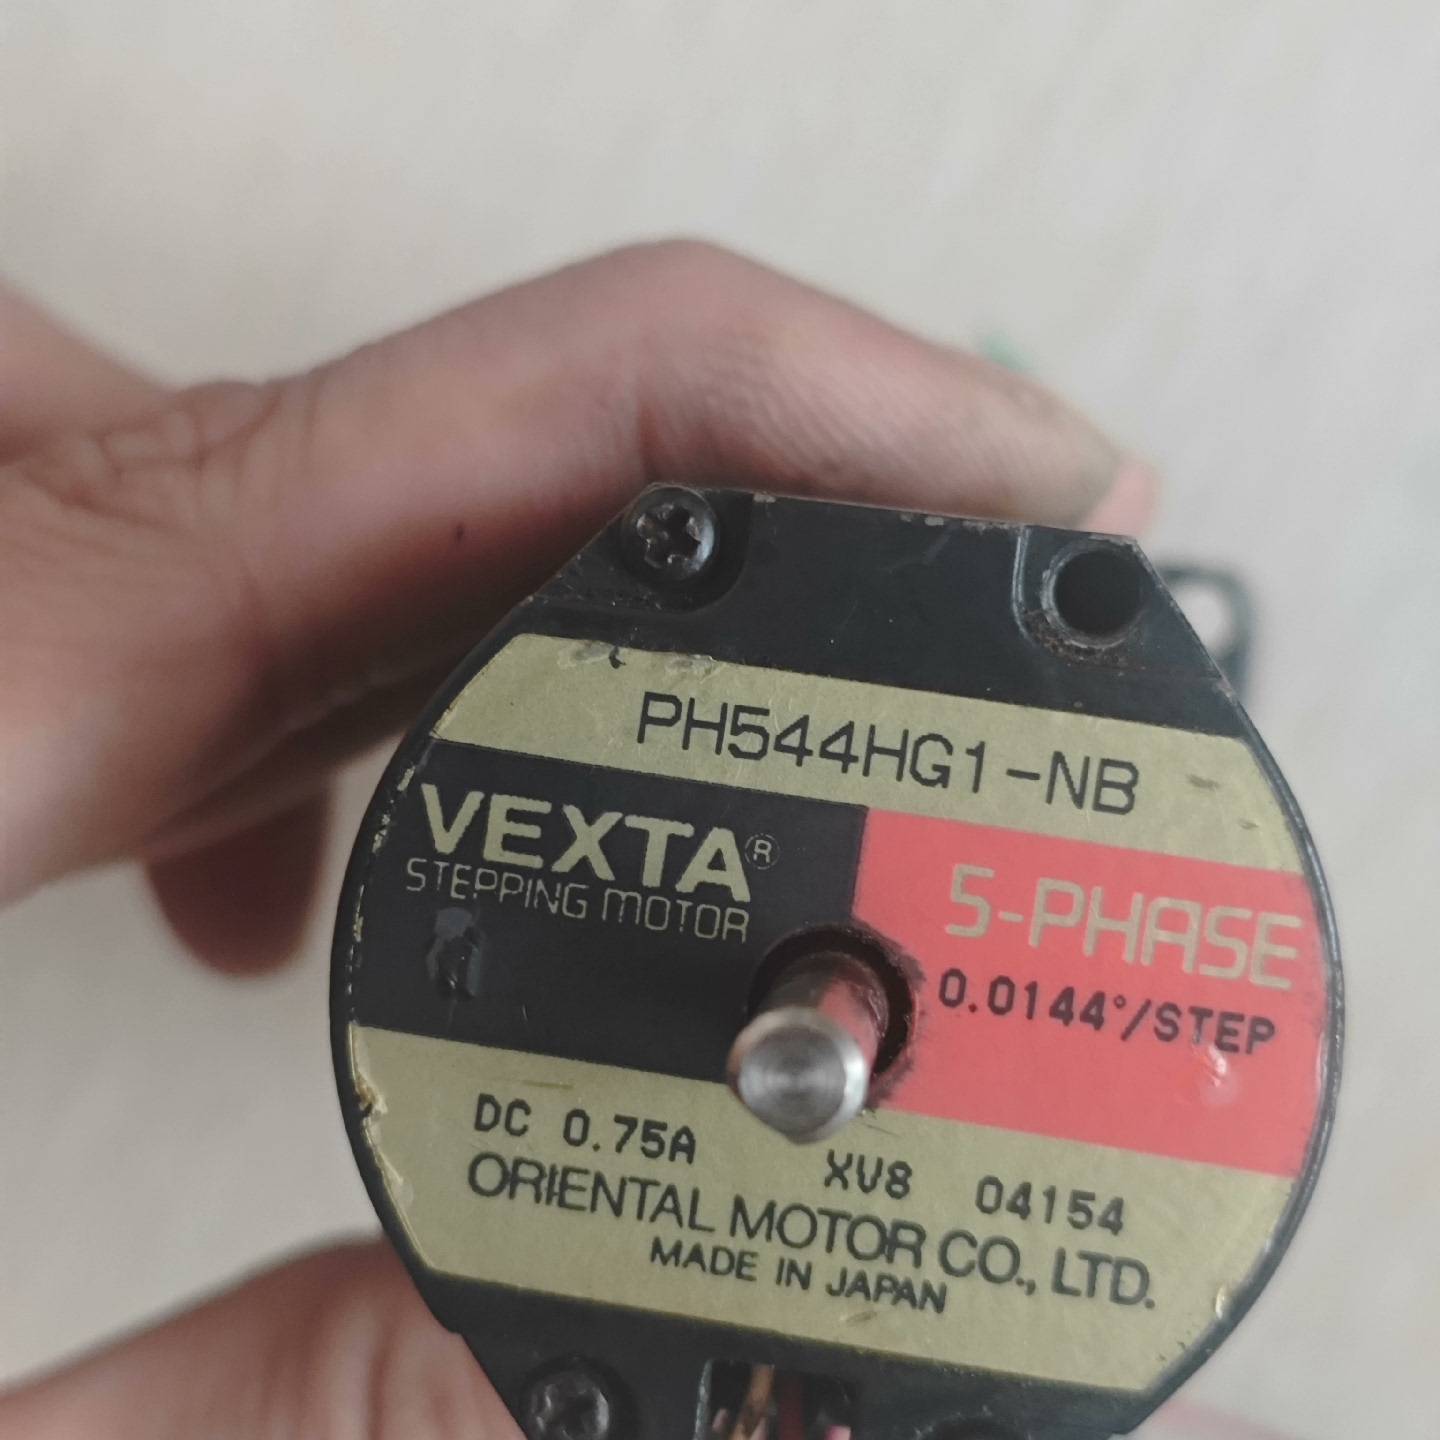 PH544HG1-NB
VEXTA®
STEPPING MOTOR
5-PHASE
0.0144°/STEP
DC 0.75A XV8 04154
ORIENTAL MOTOR CO., LTD.
MADE IN JAPAN